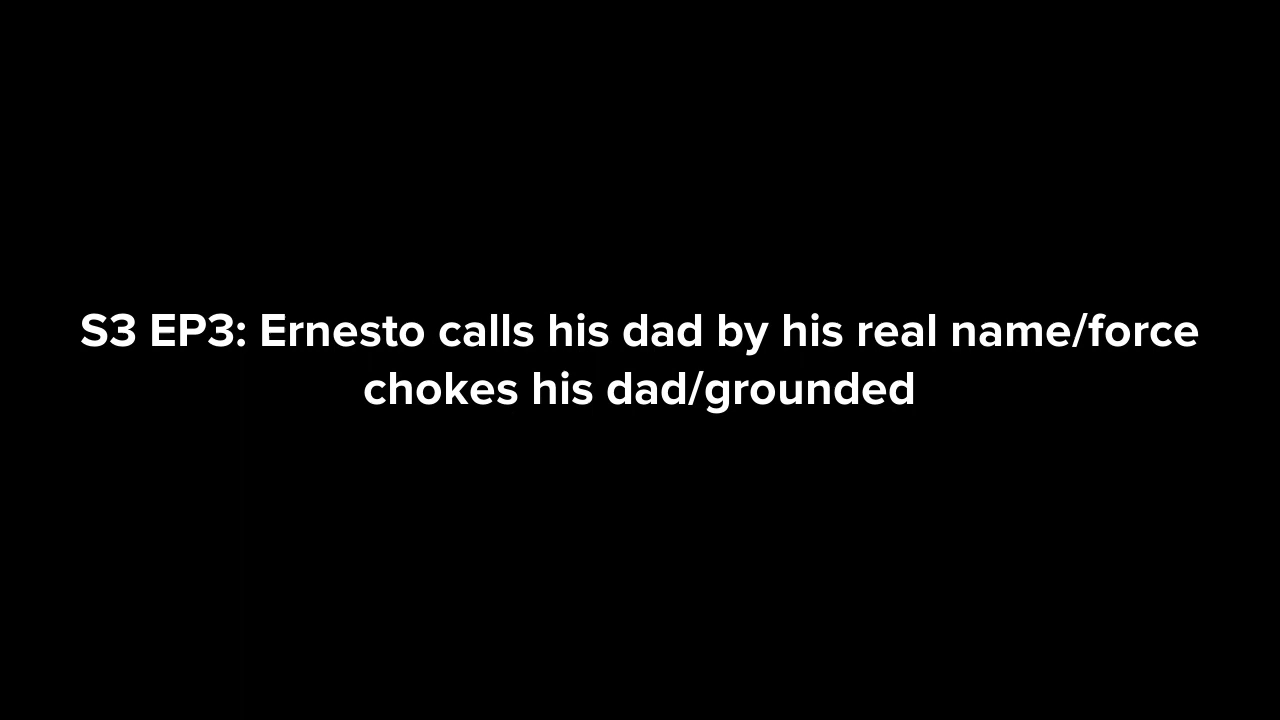 S3 EP3: Ernesto calls his dad by his real name/force
chokes his dad/grounded